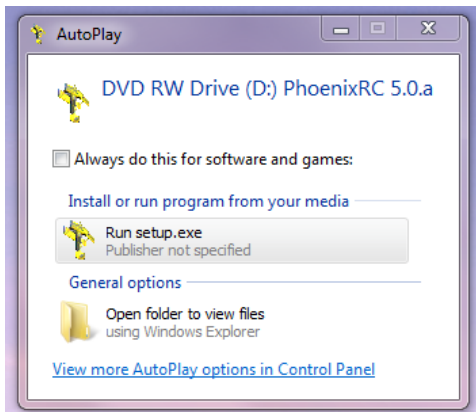 AutoPlay
DVD RW Drive (D:) PhoenixRC 5.0.a
Always do this for software and games:
Install or run program from your media
Run setup.exe
Publisher not specified
General options
Open folder to view files
using Windows Explorer
View more AutoPlay options in Control Panel